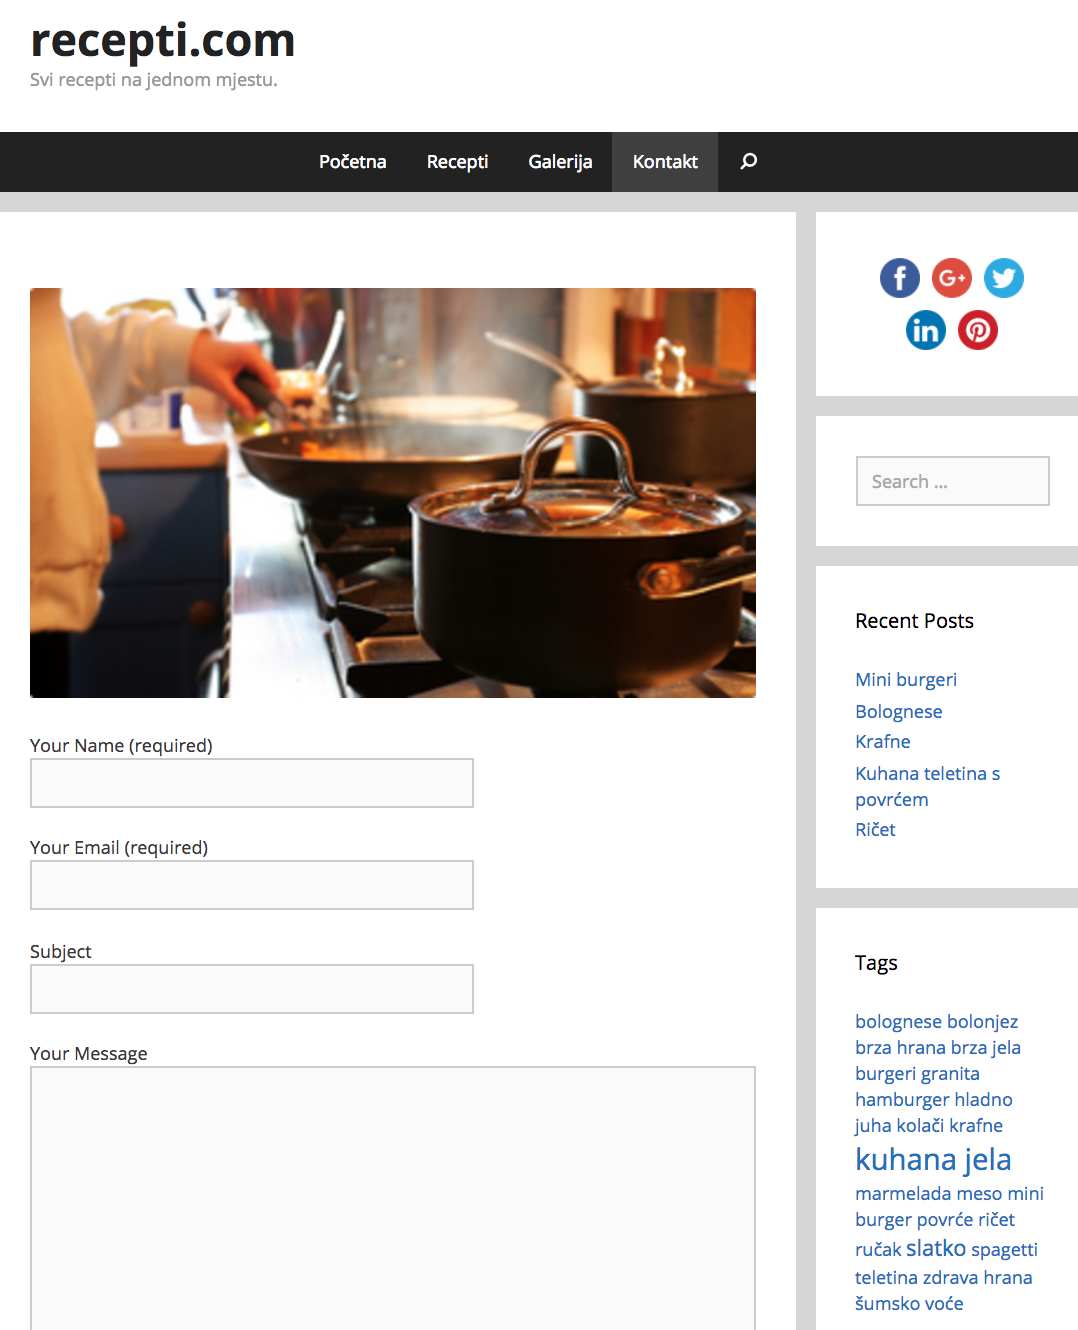 recepti.com
Svi recepti na jednom mjestu.
Početna Recepti Galerija Kontakt
Your Name (required)
Your Email (required)
Subject
Your Message
f G+ in
Search ...
Recent Posts
Mini burgeri
Bolognese
Krafne
Kuhana teletina s
povrćem
Ričet
Tags
bolognese bolonjez
brza hrana brza jela
burgeri granita
hamburger hladno
juha kolači krafne
kuhana jela
marmelada meso mini
burger povrće ričet
ručak slatko spagetti
teletina zdrava hrana
šumsko voće